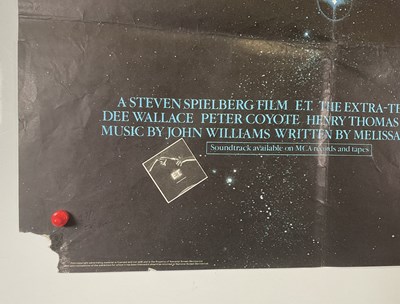 A STEVEN SPIELBERG FILM E.T. THE EXTRA-TE
DEE WALLACE PETER COYOTE HENRY THOMAS
MUSIC BY JOHN WILLIAMS WRITTEN BY MELISSA
Soundtrack available on MCA records and tapes